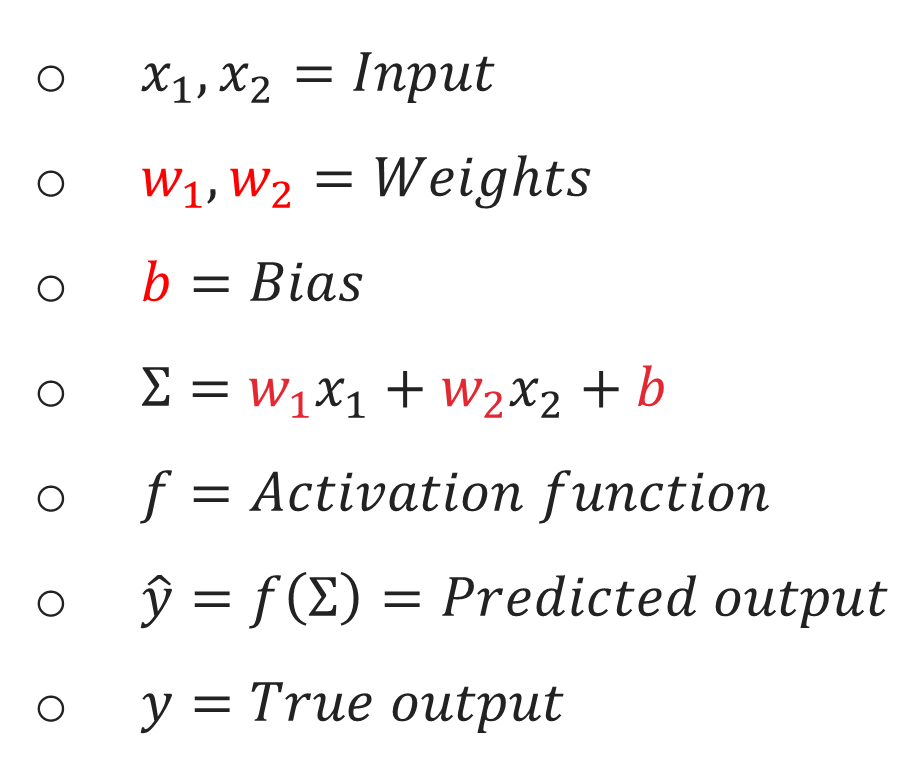 ○ x₁, x₂ = Input
○ w₁, w₂ = Weights
○ b = Bias
○ Σ = w₁x₁ + w₂x₂ + b
○ f = Activation function
○ ŷ = f(Σ) = Predicted output
○ y = True output